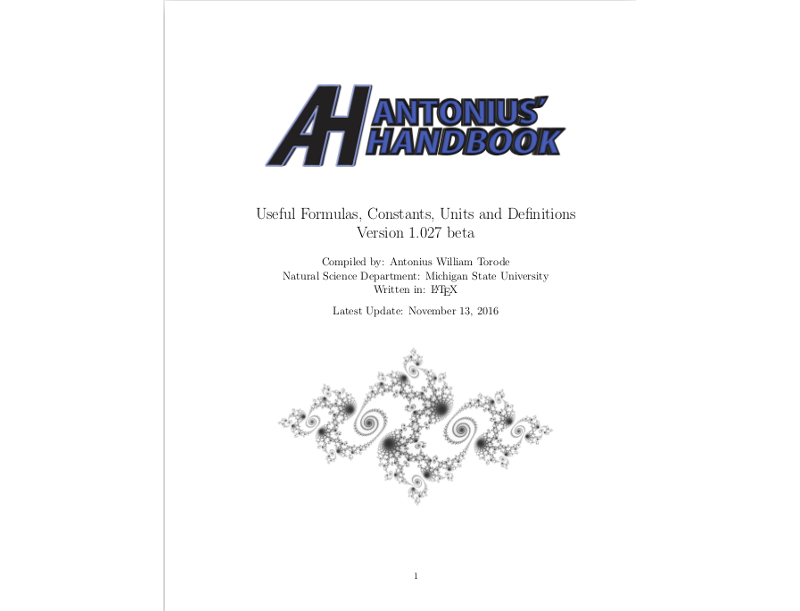 AH ANTONIUS'
HANDBOOK
Useful Formulas, Constants, Units and Definitions
Version 1.027 beta
Compiled by: Antonius William Torode
Natural Science Department: Michigan State University
Written in: LATEX
Latest Update: November 13, 2016
1